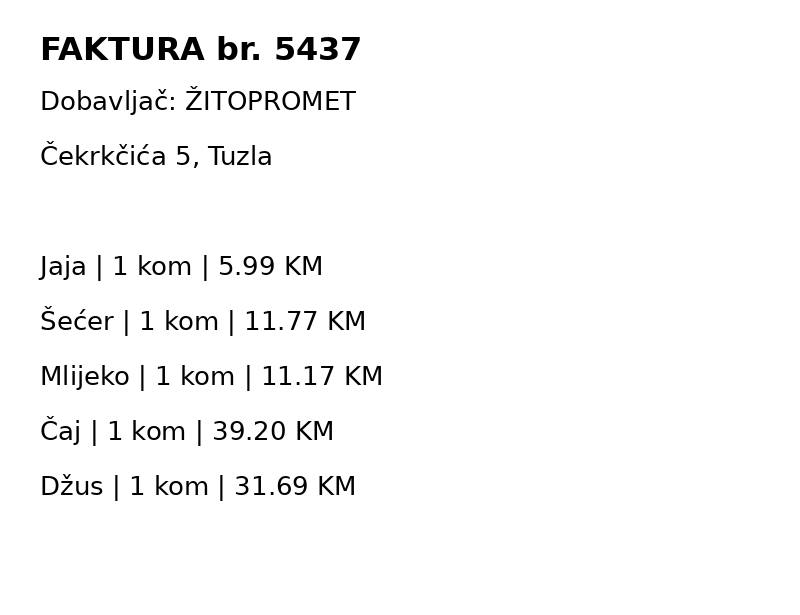 FAKTURA br. 5437
Dobavljač: ŽITOPROMET
Čekrkčića 5, Tuzla
Jaja | 1 kom | 5.99 KM
Šećer | 1 kom | 11.77 KM
Mlijeko | 1 kom | 11.17 KM
Čaj | 1 kom | 39.20 KM
Džus | 1 kom | 31.69 KM